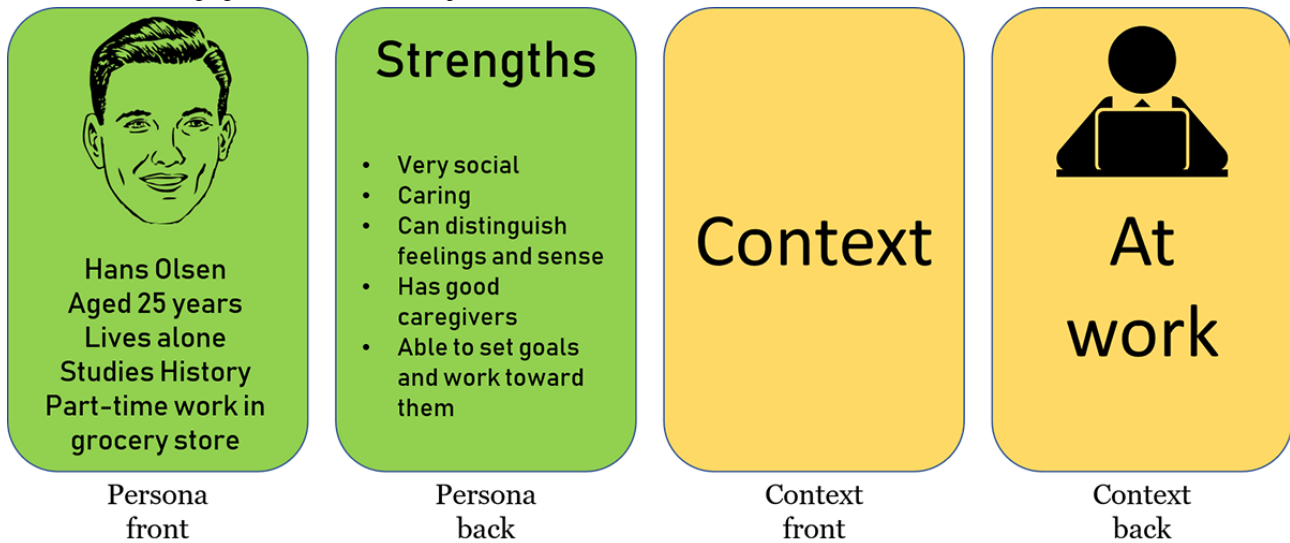 Hans Olsen
Aged 25 years
Lives alone
Studies History
Part-time work in
grocery store
Strengths
• Very social
• Caring
• Can distinguish
feelings and sense
• Has good
caregivers
• Able to set goals
and work toward
them
Context
At
work
Persona
front
Persona
back
Context
front
Context
back